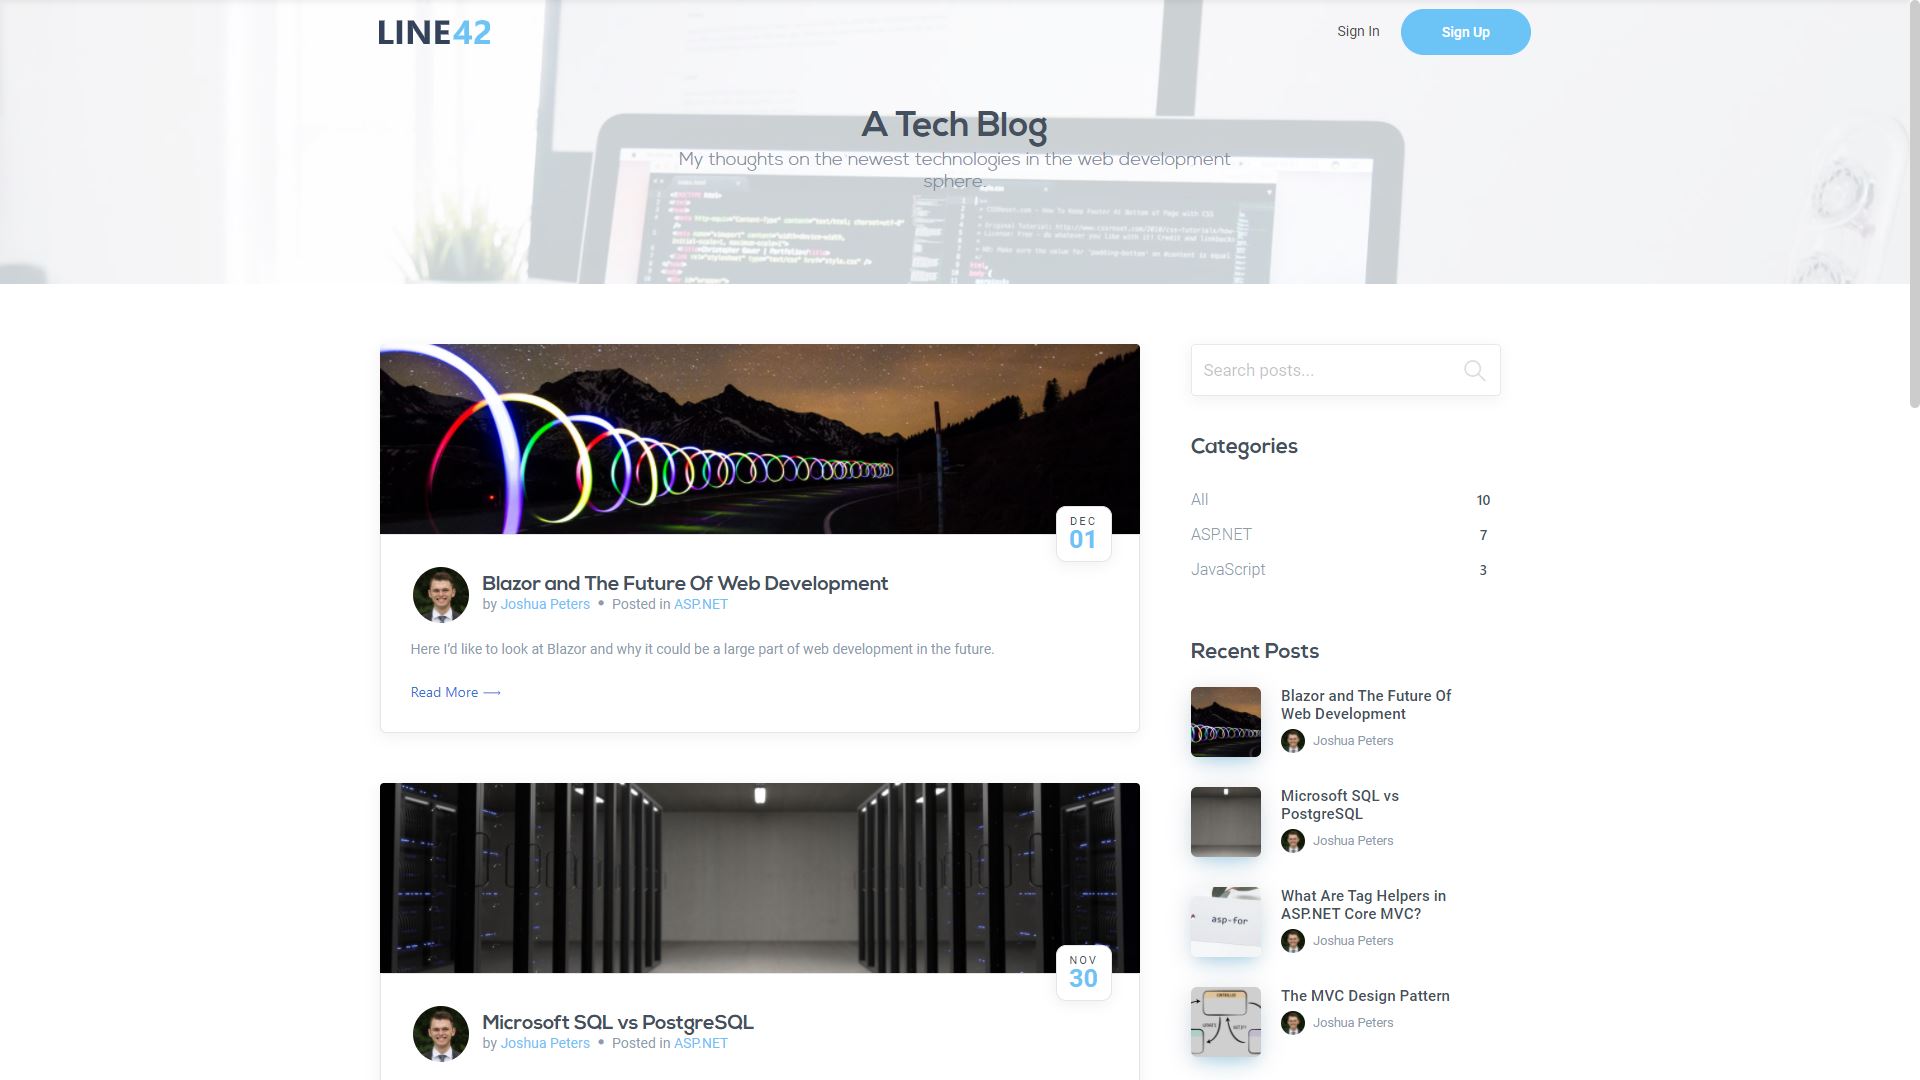 LINE42
Sign In
Sign Up
A Tech Blog
My thoughts on the newest technologies in the web development
sphere.
DEC
01
Blazor and The Future Of Web Development
by Joshua Peters • Posted in ASP.NET
Here I'd like to look at Blazor and why it could be a large part of web development in the future.
Read More ⟶
NOV
30
Microsoft SQL vs PostgreSQL
by Joshua Peters • Posted in ASP.NET
Search posts...
Categories
All 10
ASP.NET 7
JavaScript 3
Recent Posts
Blazor and The Future Of
Web Development
Joshua Peters
Microsoft SQL vs
PostgreSQL
Joshua Peters
asp-for
What Are Tag Helpers in
ASP.NET Core MVC?
Joshua Peters
The MVC Design Pattern
Joshua Peters